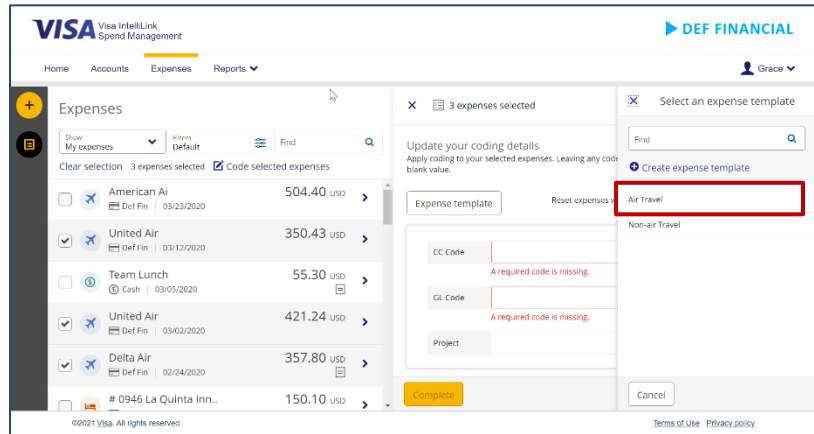 VISA Visa IntelliLink
Spend Management
DEF FINANCIAL
Home Accounts Expenses Reports
Grace
Expenses
Show
My expenses
Filters
Default
Find
Clear selection 3 expenses selected Code selected expenses
American Ai 504.40 USD
Def Fin | 03/23/2020
United Air 350.43 USD
Def Fin | 03/12/2020
Team Lunch 55.30 USD
Cash | 03/05/2020
United Air 421.24 USD
Def Fin | 03/02/2020
Delta Air 357.80 USD
Def Fin | 02/24/2020
# 0946 La Quinta Inn... 150.10 USD
3 expenses selected
Update your coding details
Apply coding to your selected expenses. Leaving any code
blank value.
Expense template Reset expenses w
CC Code
A required code is missing.
GL Code
A required code is missing.
Project
Complete
Select an expense template
Find
Create expense template
Air Travel
Non-air Travel
Cancel
©2021 Visa. All rights reserved
Terms of Use Privacy policy